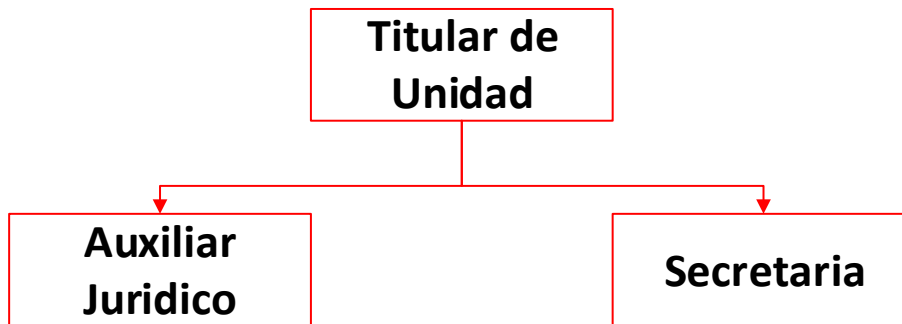 Titular de
Unidad
Auxiliar
Juridico
Secretaria